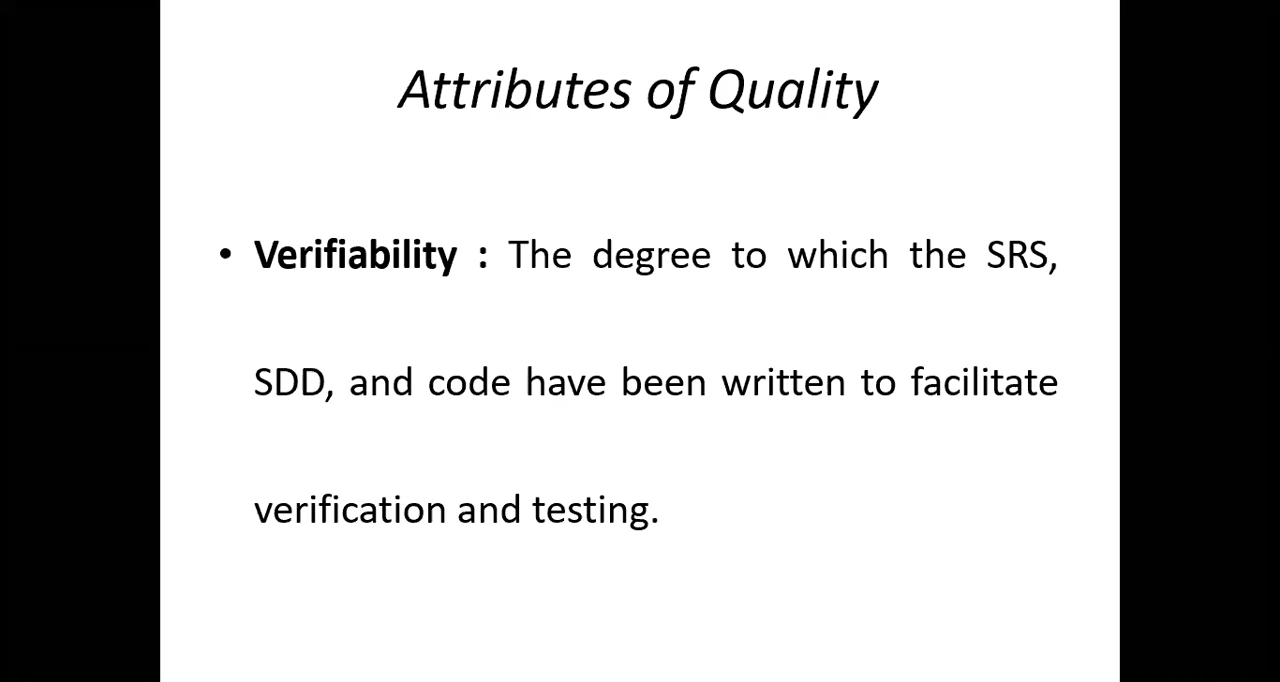 Attributes of Quality
• Verifiability : The degree to which the SRS,
SDD, and code have been written to facilitate
verification and testing.